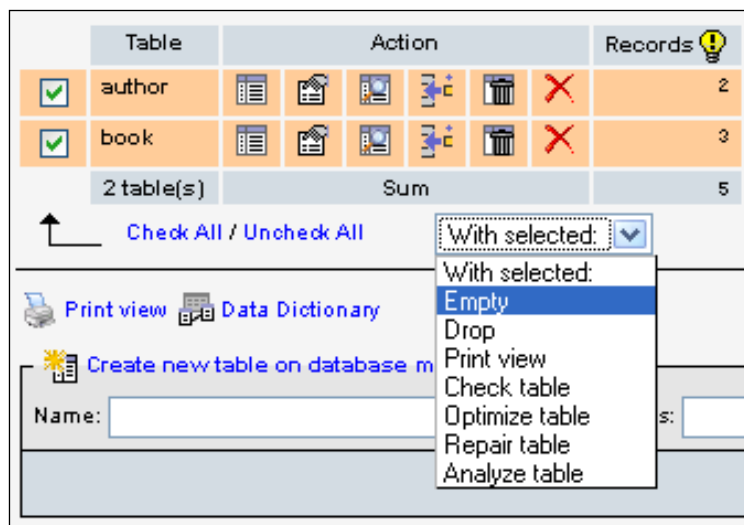 Table Action Records
author 2
book 3
2 table(s) Sum 5
Check All / Uncheck All With selected:
With selected:
Empty
Drop
Print view
Check table
Optimize table
Repair table
Analyze table
Print view Data Dictionary
Create new table on database m
Name: s: